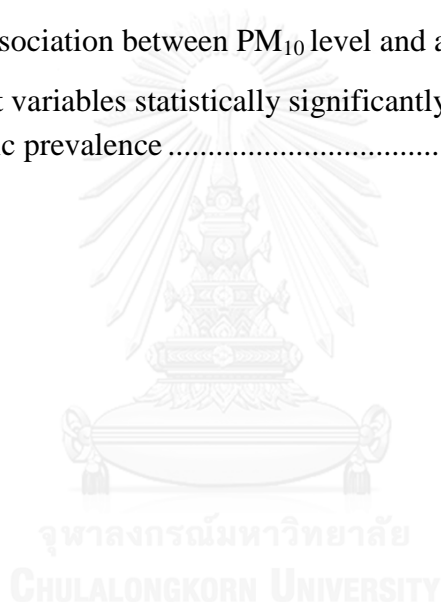 sociation between PM₁₀ level and a
t variables statistically significantly
ic prevalence ....................................
จุฬาลงกรณ์มหาวิทยาลัย
CHULALONGKORN UNIVERSITY